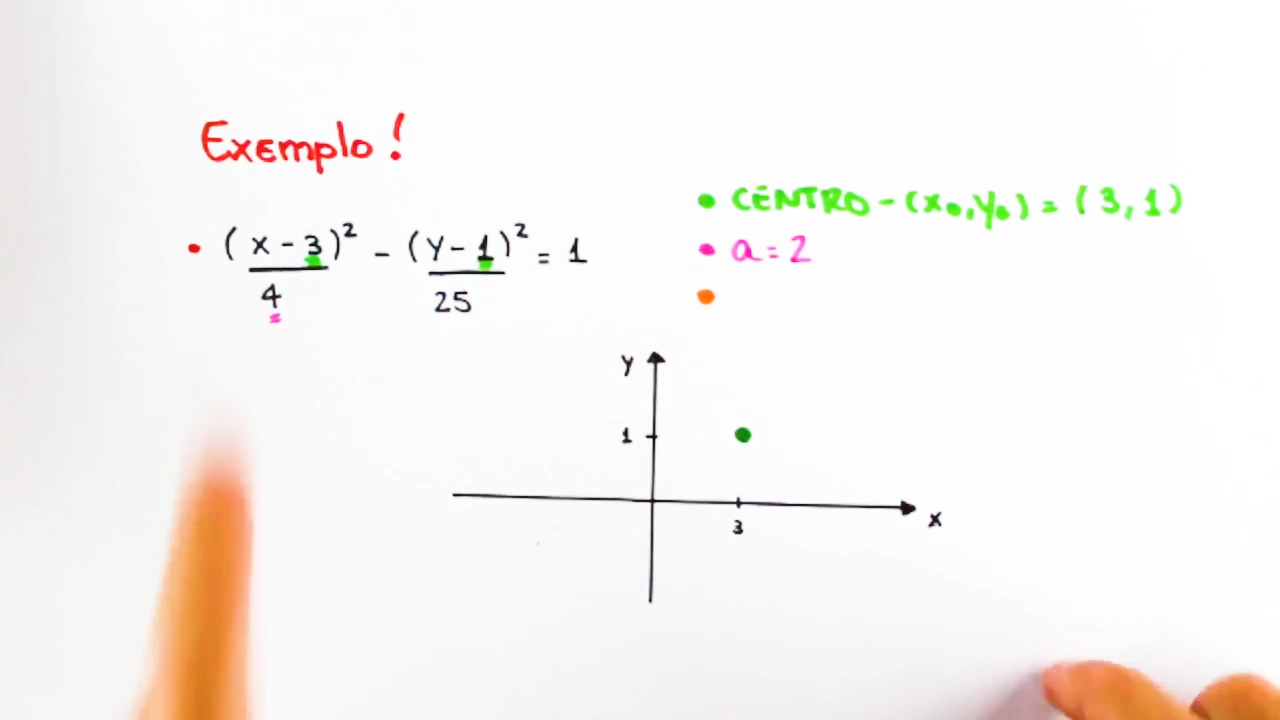 Exemplo!
• CENTRO - (x₀,y₀) = (3,1)
• (x - 3)² - (y - 1)² = 1
4 25
• a = 2
y
1
3
x